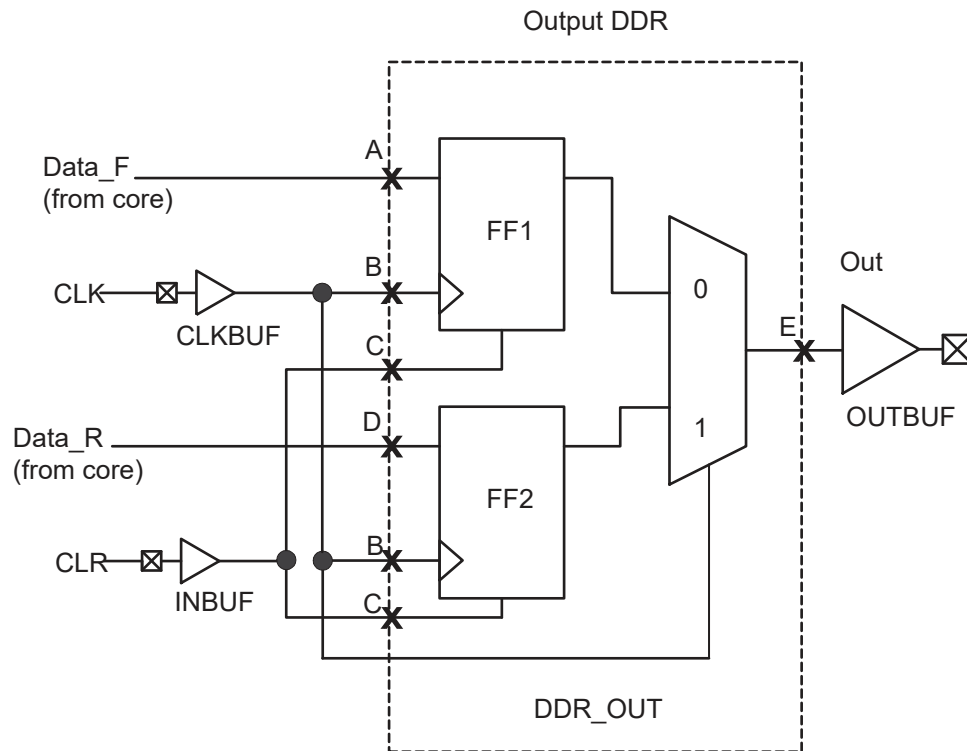 Output DDR
A
Data_F
(from core)
FF1
B
CLK
CLKBUF
0
Out
C
E
D
Data_R
(from core)
1
OUTBUF
FF2
B
CLR
INBUF
C
DDR_OUT